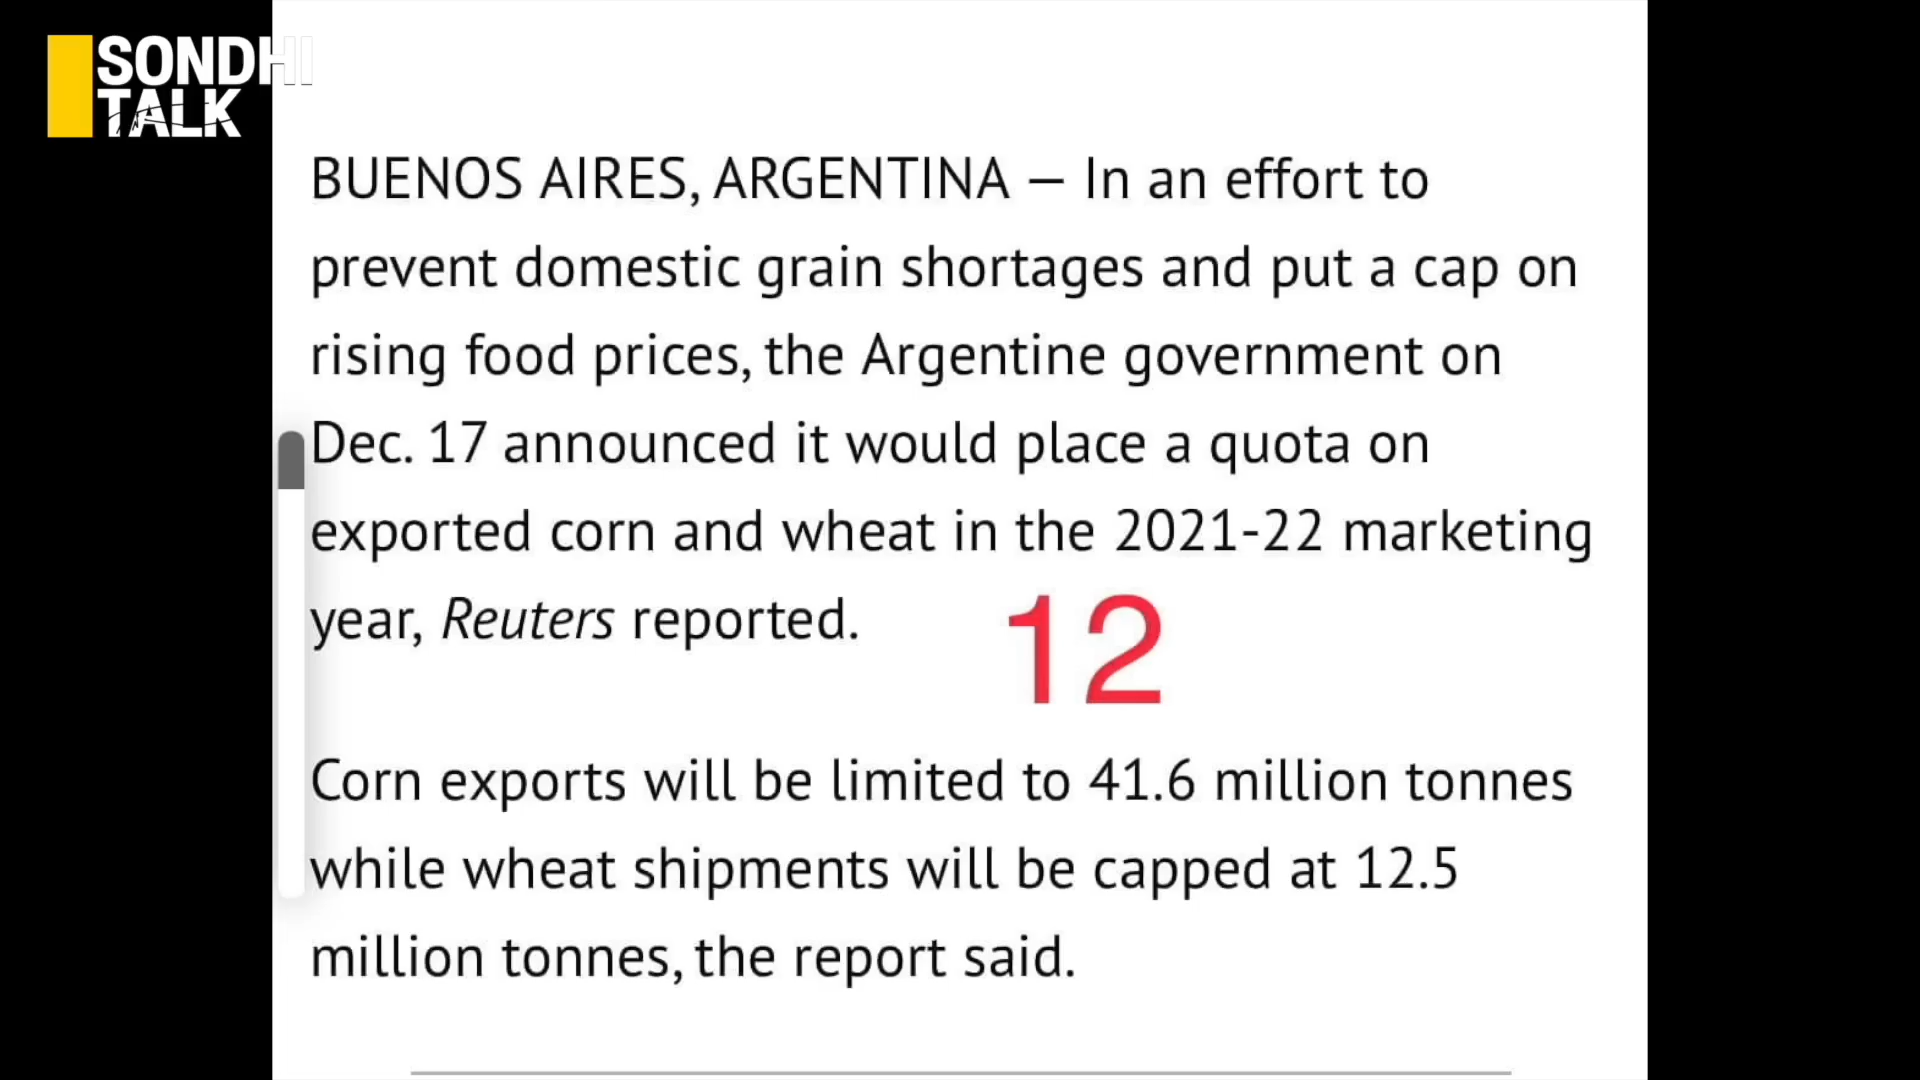 SONDHI
TALK
BUENOS AIRES, ARGENTINA — In an effort to
prevent domestic grain shortages and put a cap on
rising food prices, the Argentine government on
Dec. 17 announced it would place a quota on
exported corn and wheat in the 2021-22 marketing
year, Reuters reported.
12
Corn exports will be limited to 41.6 million tonnes
while wheat shipments will be capped at 12.5
million tonnes, the report said.